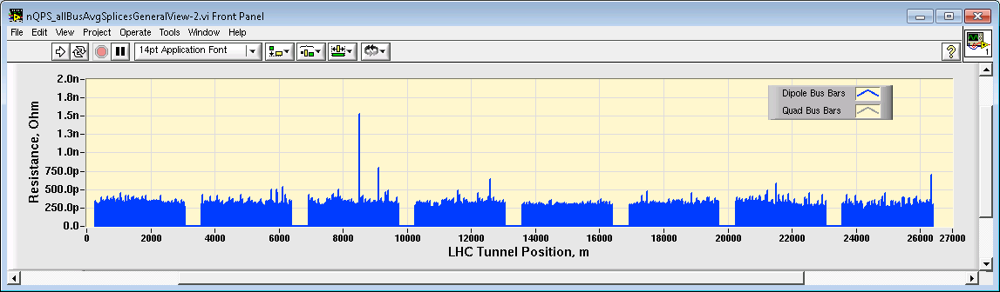 nQPS_allBusAvgSplicesGeneralView-2.vi Front Panel
File Edit View Project Operate Tools Window Help
14pt Application Font
?
1
Dipole Bus Bars
Quad Bus Bars
Resistance, Ohm
2.0n
1.8n
1.5n
1.3n
1.0n
750.0p
500.0p
250.0p
0.0
0 2000 4000 6000 8000 10000 12000 14000 16000 18000 20000 22000 24000 26000 27000
LHC Tunnel Position, m